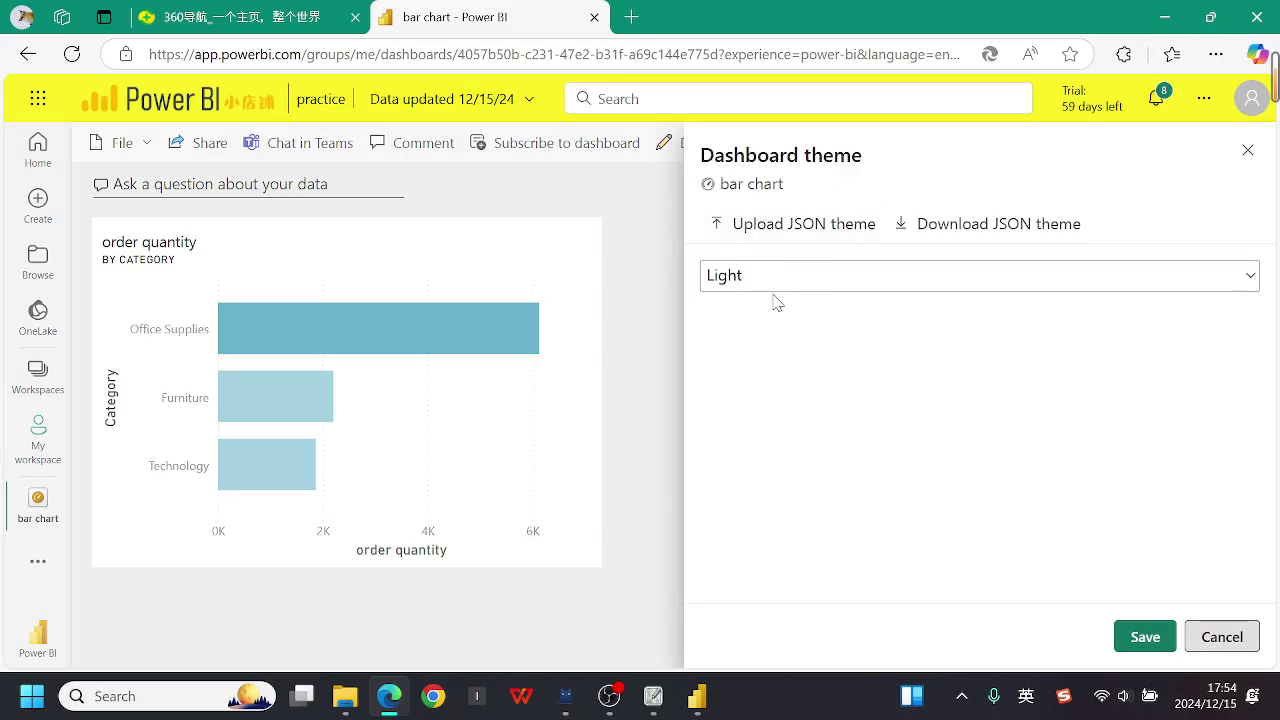 360导航_一个主页，整个世界
bar chart - Power BI
https://app.powerbi.com/groups/me/dashboards/4057b50b-c231-47e2-b31f-a69c144e775d?experience=power-bi&language=en...
Power BI 小店铺
practice
Data updated 12/15/24
Search
Trial:
59 days left
8
Home
Create
Browse
OneLake
Workspaces
My
workspace
bar chart
Power BI
File
Share
Chat in Teams
Comment
Subscribe to dashboard
Ask a question about your data
order quantity
BY CATEGORY
Category
Office Supplies
Furniture
Technology
0K
2K
4K
6K
order quantity
Dashboard theme
bar chart
Upload JSON theme
Download JSON theme
Light
Save
Cancel
Search
英
17:54
2024/12/15